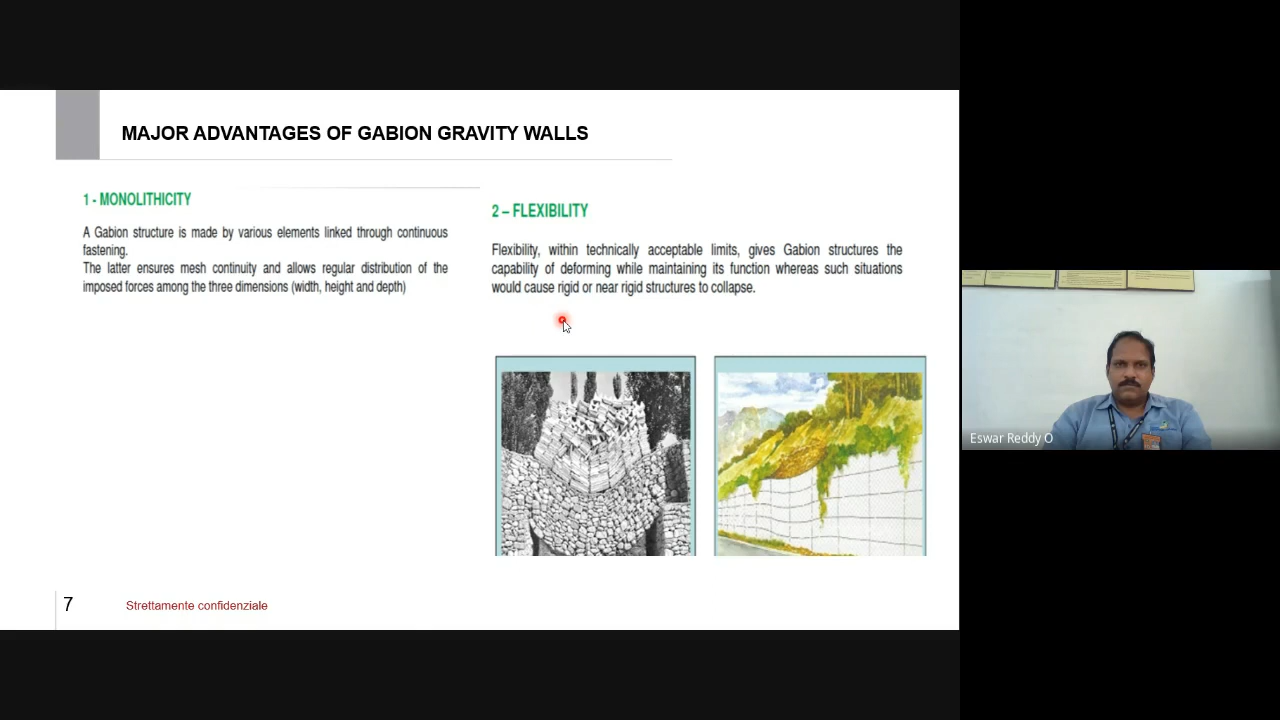 MAJOR ADVANTAGES OF GABION GRAVITY WALLS
1 - MONOLITHICITY
A Gabion structure is made by various elements linked through continuous
fastening.
The latter ensures mesh continuity and allows regular distribution of the
imposed forces among the three dimensions (width, height and depth)
2 – FLEXIBILITY
Flexibility, within technically acceptable limits, gives Gabion structures the
capability of deforming while maintaining its function whereas such situations
would cause rigid or near rigid structures to collapse.
7
Strettamente confidenziale
Eswar Reddy O